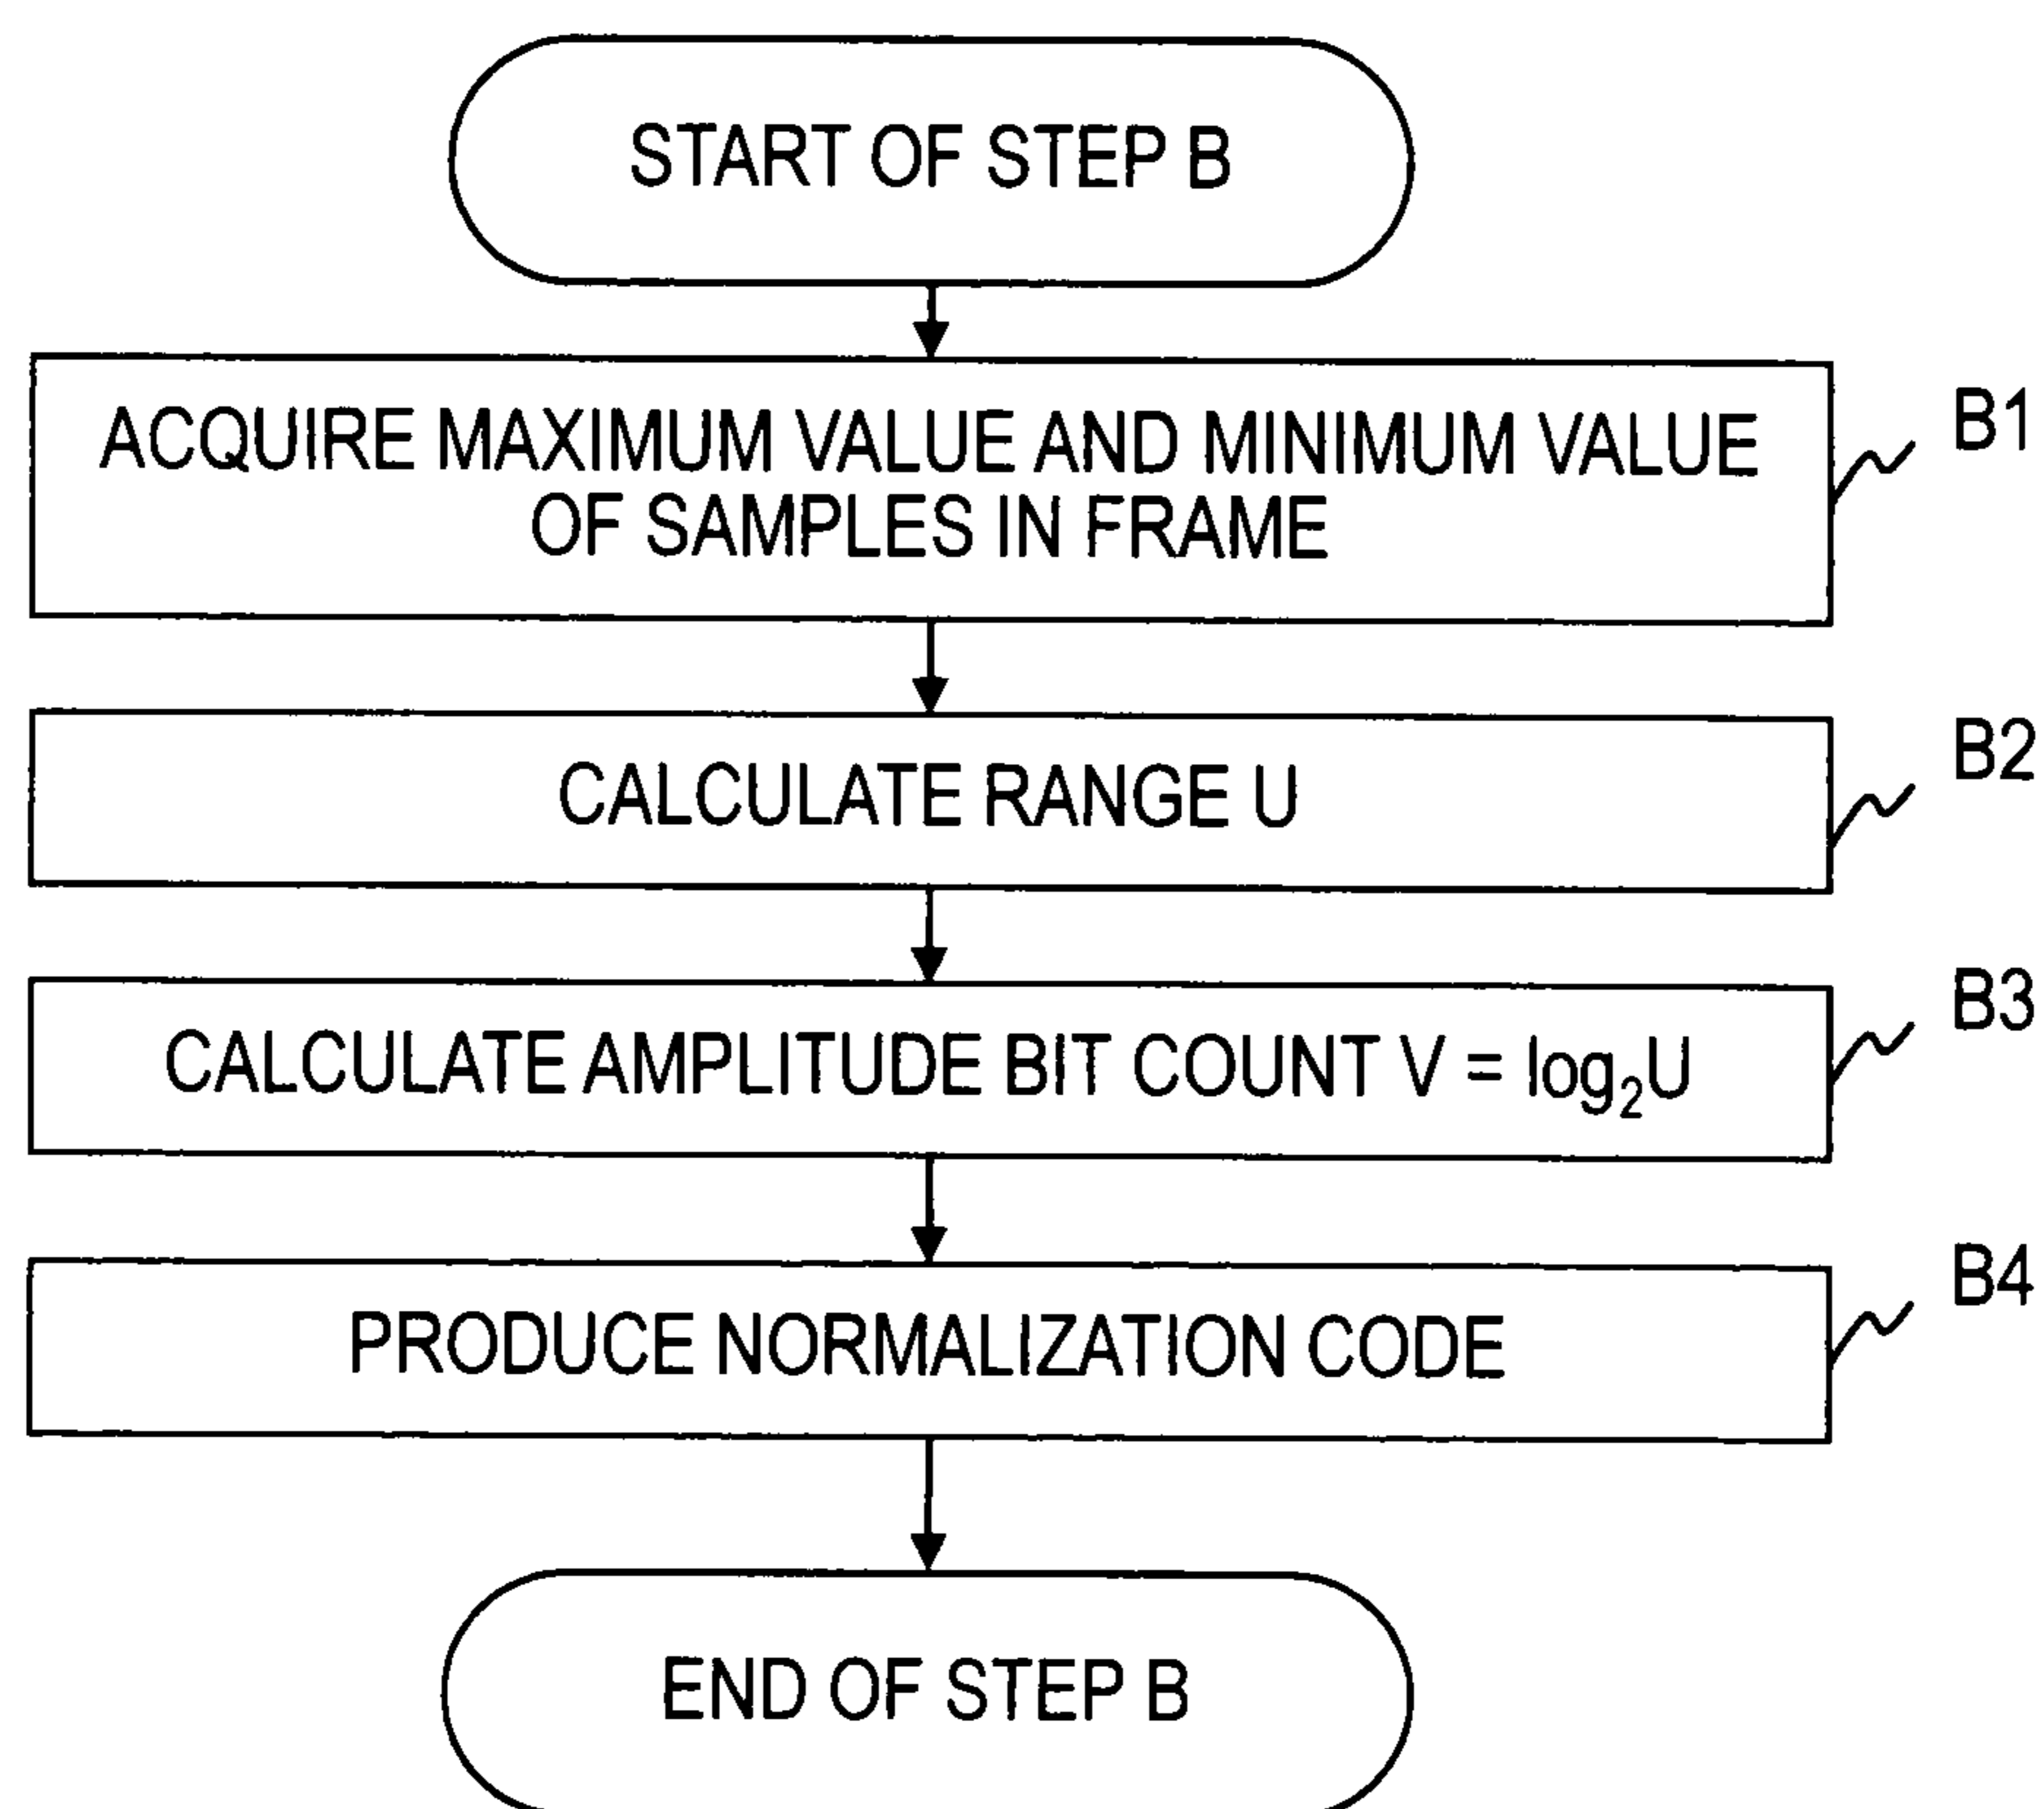 START OF STEP B
ACQUIRE MAXIMUM VALUE AND MINIMUM VALUE
OF SAMPLES IN FRAME
B1
CALCULATE RANGE U
B2
CALCULATE AMPLITUDE BIT COUNT V = log₂U
B3
PRODUCE NORMALIZATION CODE
B4
END OF STEP B